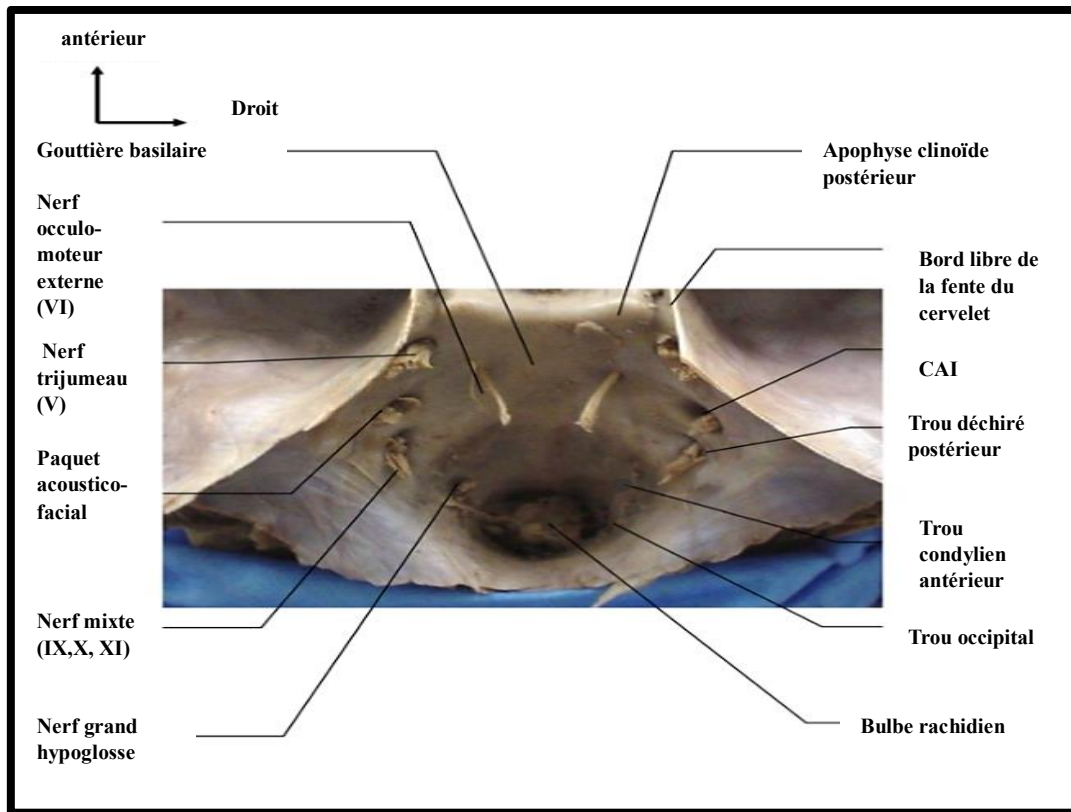 antérieur
Droit
Gouttière basilaire
Nerf
occulo-
moteur
externe
(VI)
Nerf
trijumeau
(V)
Paquet
acoustico-
facial
Nerf mixte
(IX,X, XI)
Nerf grand
hypoglosse
Apophyse clinoïde
postérieur
Bord libre de
la fente du
cervelet
CAI
Trou déchiré
postérieur
Trou
condylien
antérieur
Trou occipital
Bulbe rachidien